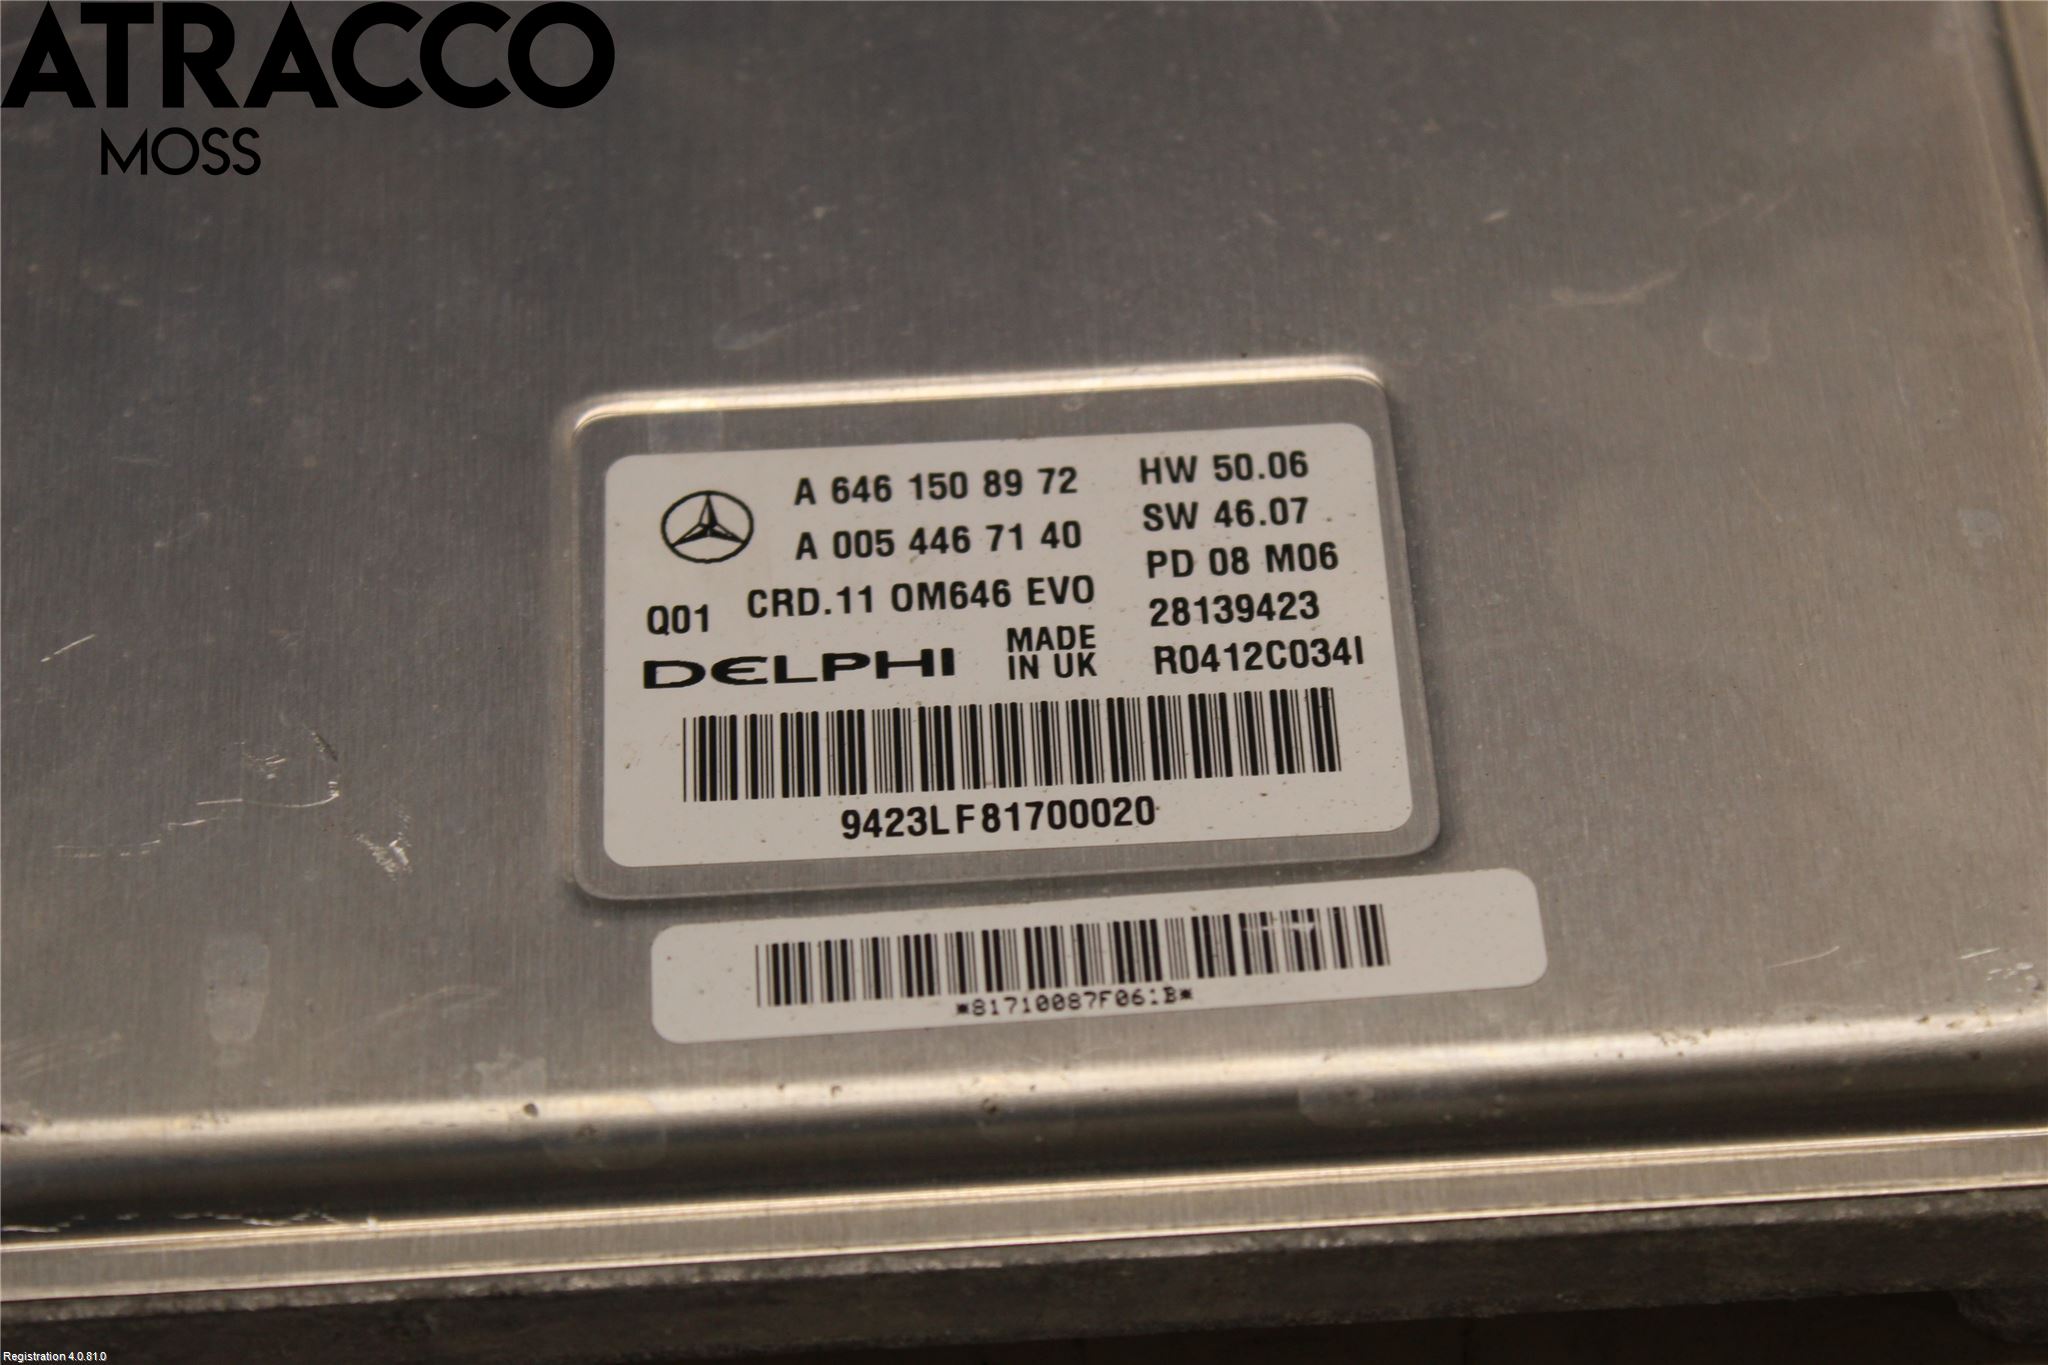 ATRACCO
MOSS
A 646 150 89 72
A 005 446 71 40
Q01 CRD.11 OM646 EVO
DELPHI
MADE
IN UK
HW 50.06
SW 46.07
PD 08 M06
28139423
R0412C034I
9423LF81700020
*81710087F061B*
Registration 4.0.81.0